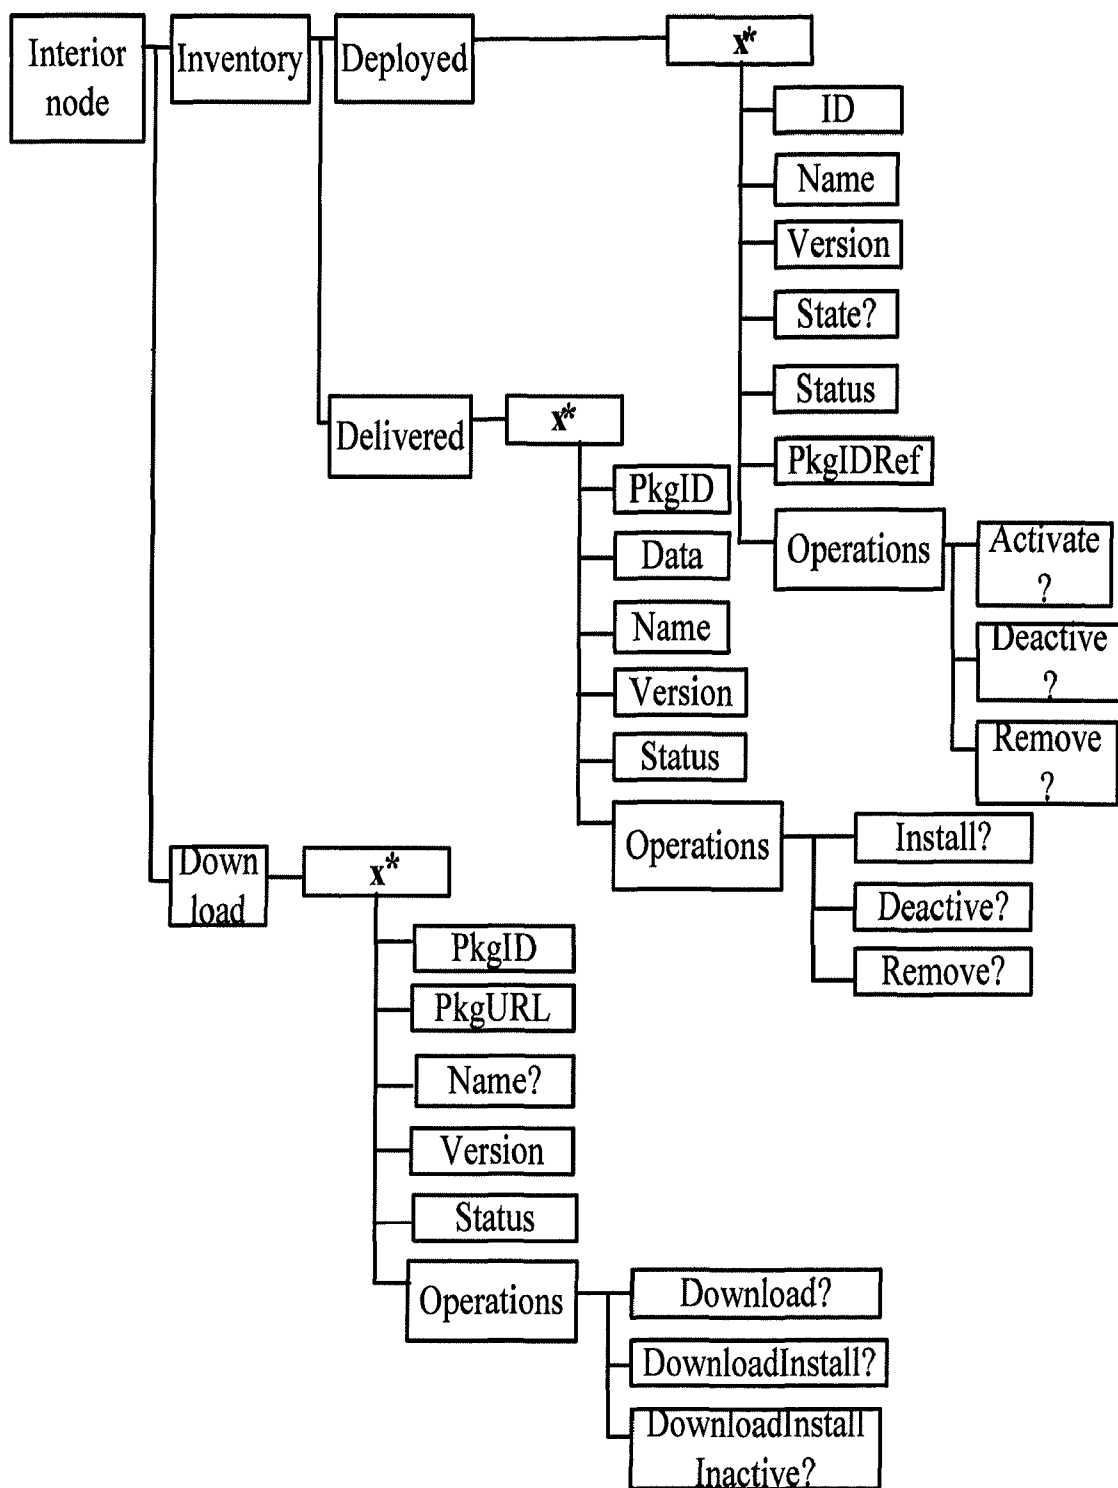 Interior
node
Inventory
Deployed
x*
ID
Name
Version
State?
Status
PkgIDRef
Operations
Activate
?
Deactive
?
Remove
?
Delivered
x*
PkgID
Data
Name
Version
Status
Operations
Install?
Deactive?
Remove?
Down
load
x*
PkgID
PkgURL
Name?
Version
Status
Operations
Download?
DownloadInstall?
DownloadInstall
Inactive?